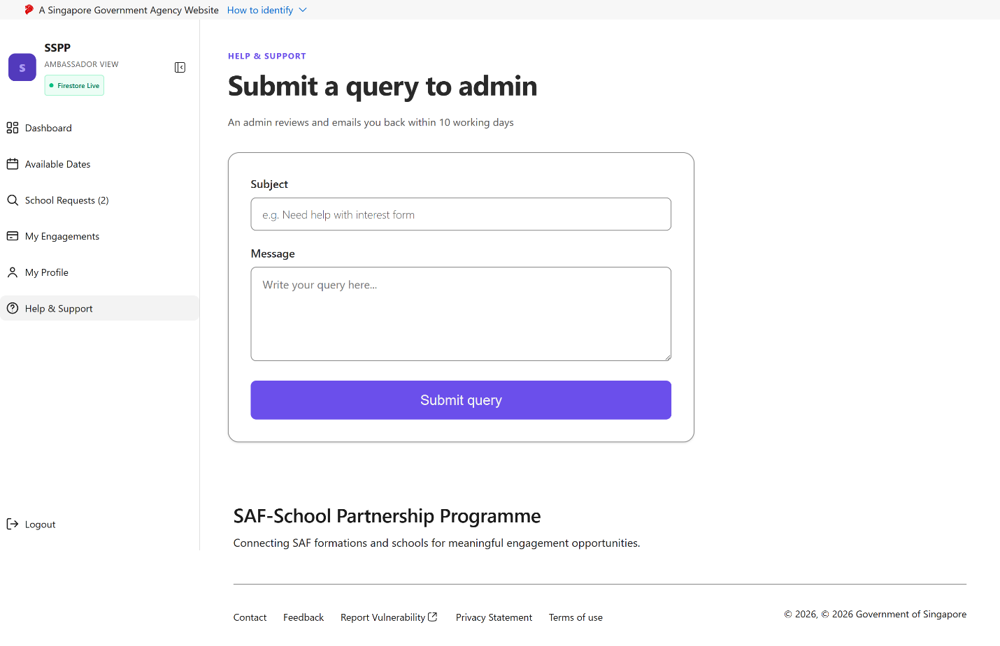 A Singapore Government Agency Website How to identify
SSPP
S
AMBASSADOR VIEW
Firestore Live
Dashboard
Available Dates
School Requests (2)
My Engagements
My Profile
Help & Support
Logout
HELP & SUPPORT
Submit a query to admin
An admin reviews and emails you back within 10 working days
Subject
e.g. Need help with interest form
Message
Write your query here...
Submit query
SAF-School Partnership Programme
Connecting SAF formations and schools for meaningful engagement opportunities.
Contact Feedback Report Vulnerability Privacy Statement Terms of use
© 2026, © 2026 Government of Singapore